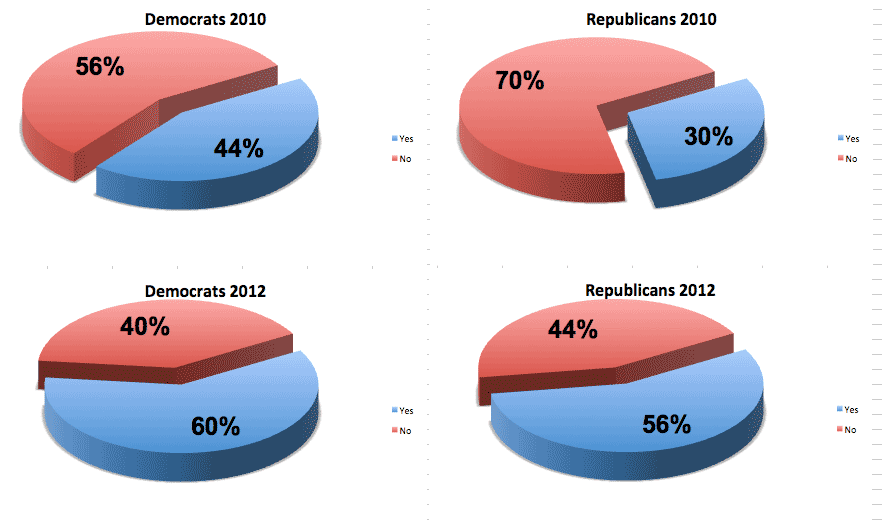 Democrats 2010
56%
44%
Yes
No
Republicans 2010
70%
30%
Yes
No
Democrats 2012
40%
60%
Yes
No
Republicans 2012
44%
56%
Yes
No